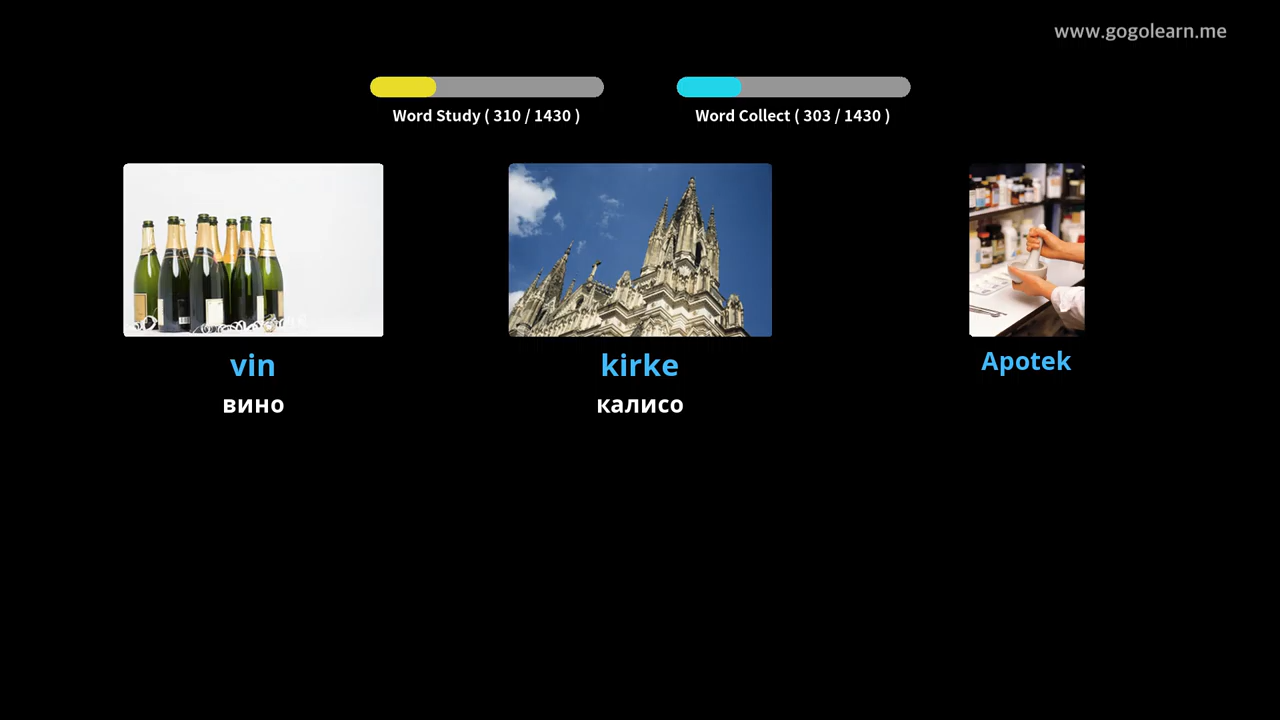 www.gogolearn.me
Word Study ( 310 / 1430 )
Word Collect ( 303 / 1430 )
vin
вино
kirke
калисо
Apotek